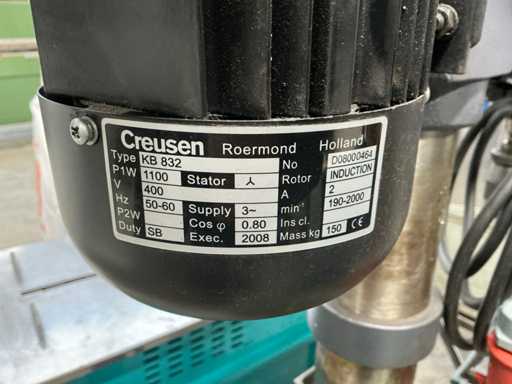 Creusen Roermond Holland
Type KB 832 No D08000464
P1W 1100 Stator Rotor INDUCTION
V 400 A 2
Hz 50-60 Supply 3~ min⁻¹ 190-2000
P2W Cos φ 0.80 Ins cl.
Duty SB Exec. 2008 Mass kg 150 CE